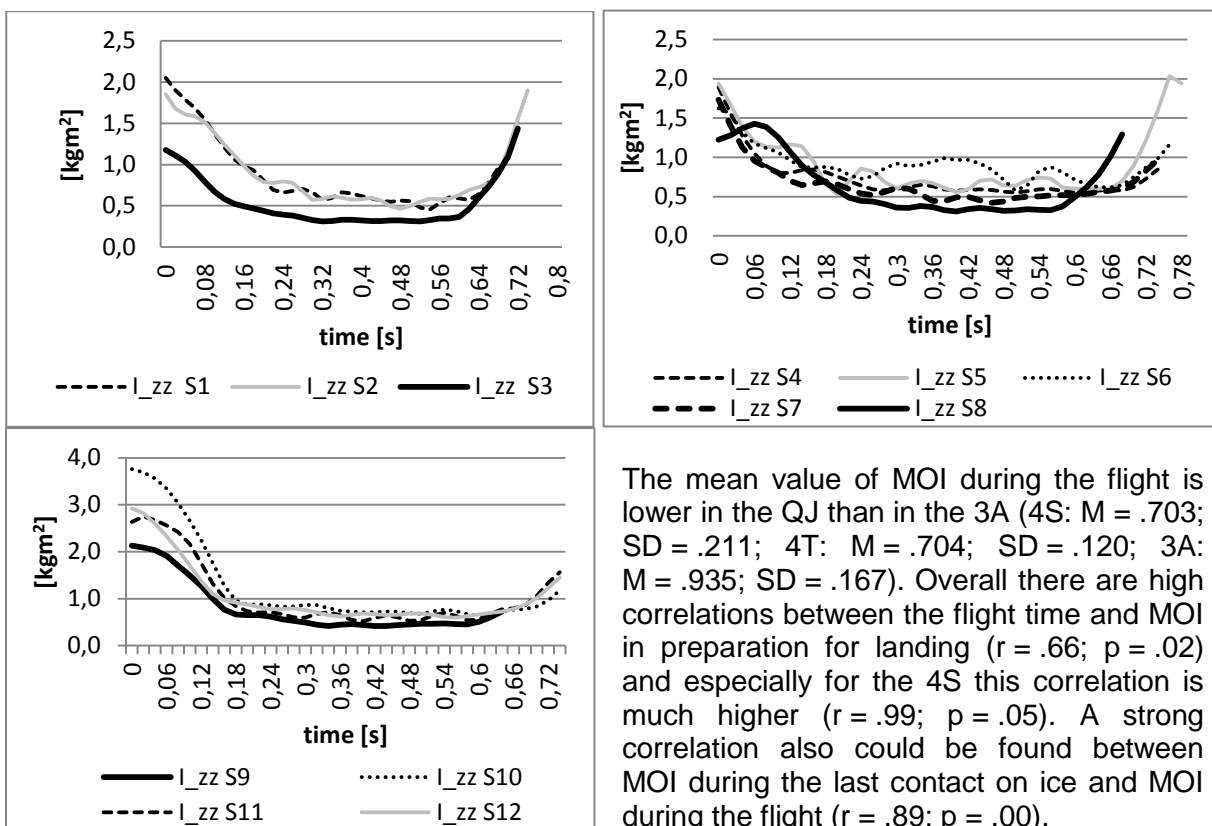 2,5
2,0
1,5
1,0
0,5
0,0
[kgm²]
0
0,08
0,16
0,24
0,32
0,4
0,48
0,56
0,64
0,72
0,8
time [s]
I_zz S1
I_zz S2
I_zz S3
2,5
2,0
1,5
1,0
0,5
0,0
[kgm²]
0
0,06
0,12
0,18
0,24
0,3
0,36
0,42
0,48
0,54
0,6
0,66
0,72
0,78
time [s]
I_zz S4
I_zz S5
I_zz S6
I_zz S7
I_zz S8
4,0
3,0
2,0
1,0
0,0
[kgm²]
0
0,06
0,12
0,18
0,24
0,3
0,36
0,42
0,48
0,54
0,6
0,66
0,72
time [s]
I_zz S9
I_zz S10
I_zz S11
I_zz S12
The mean value of MOI during the flight is
lower in the QJ than in the 3A (4S: M = .703;
SD = .211; 4T: M = .704; SD = .120; 3A:
M = .935; SD = .167). Overall there are high
correlations between the flight time and MOI
in preparation for landing (r = .66; p = .02)
and especially for the 4S this correlation is
much higher (r = .99; p = .05). A strong
correlation also could be found between
MOI during the last contact on ice and MOI
during the flight (r = .89; p = .00).